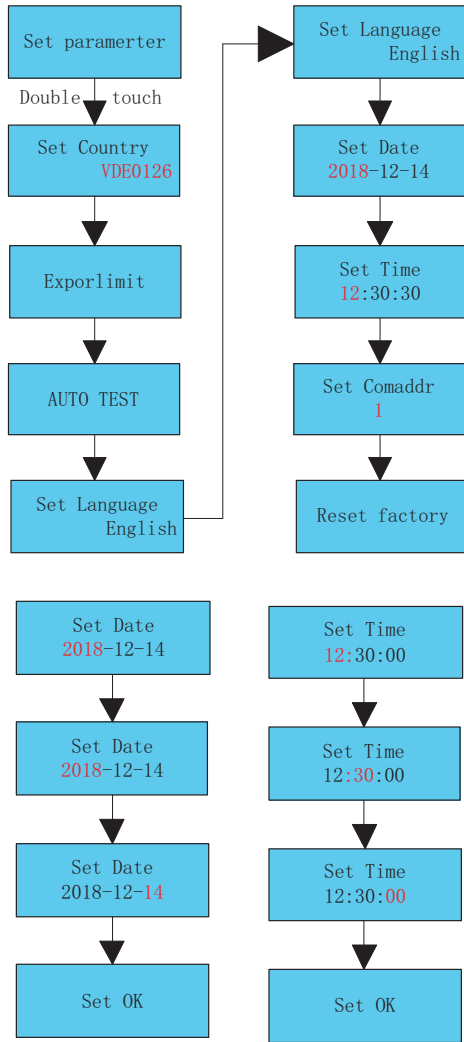 Set paramerter
Double touch
Set Country
VDE0126
Exporlimit
AUTO TEST
Set Language
English
Set Language
English
Set Date
2018-12-14
Set Time
12:30:30
Set Comaddr
1
Reset factory
Set Date
2018-12-14
Set Date
2018-12-14
Set Date
2018-12-14
Set OK
Set Time
12:30:00
Set Time
12:30:00
Set Time
12:30:00
Set OK